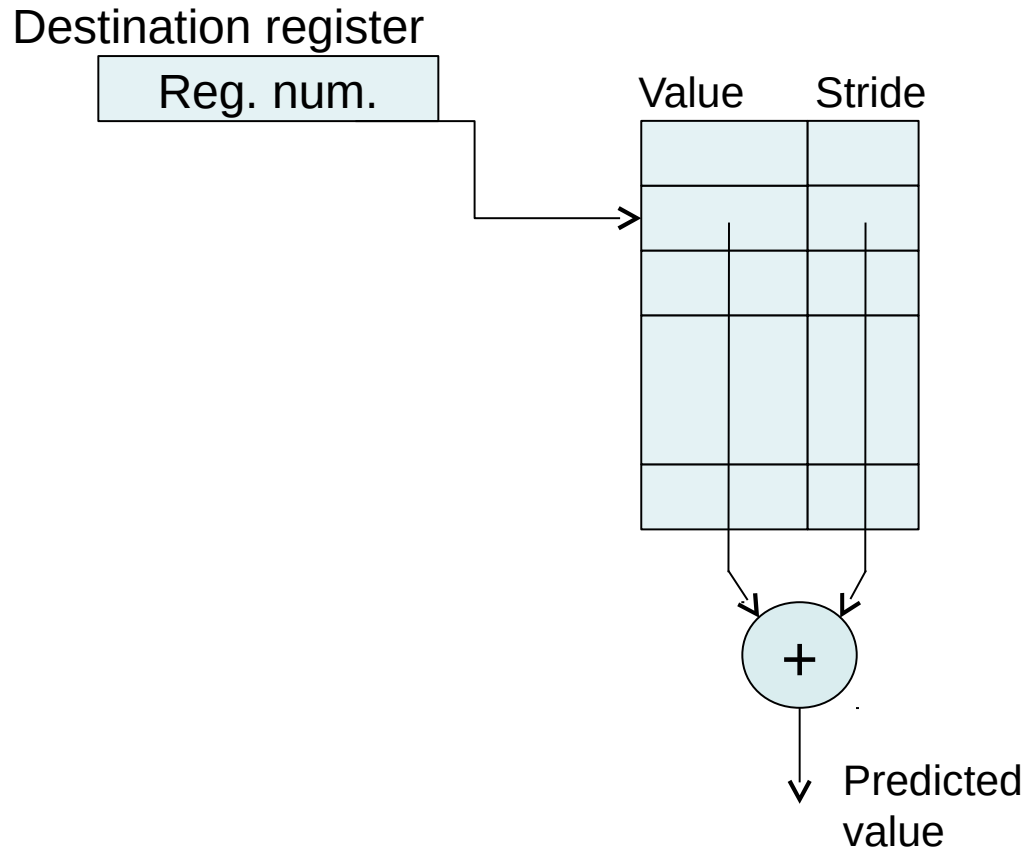 Destination register
Reg. num.
Value Stride
+
Predicted
value